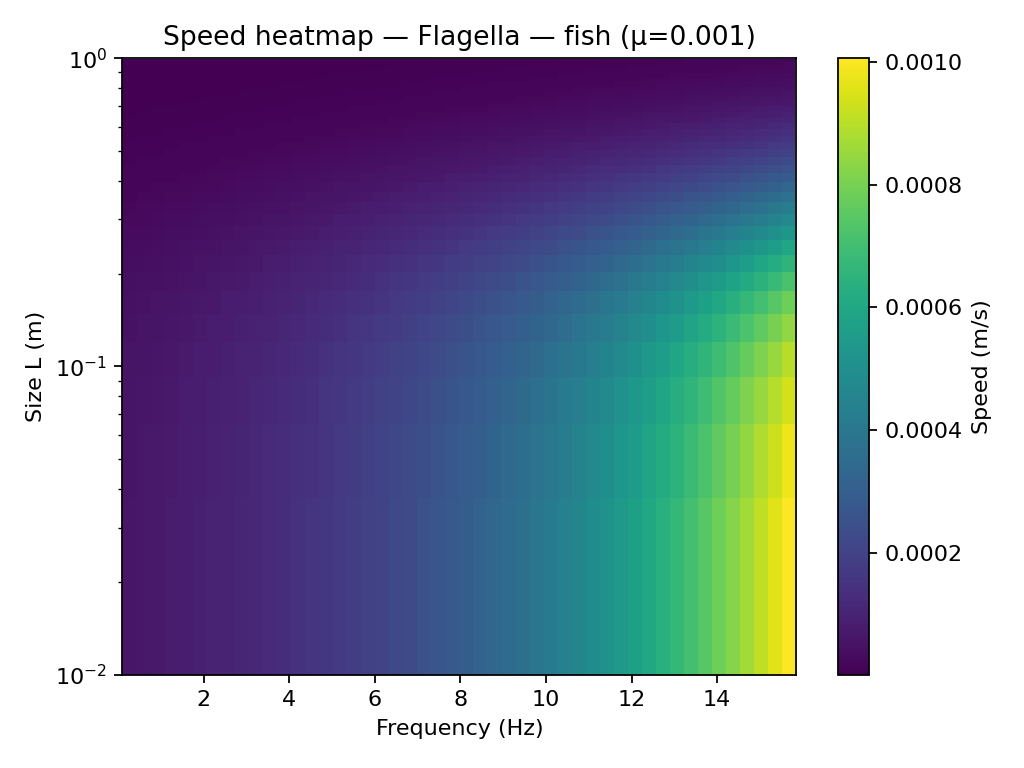 Speed heatmap — Flagella — fish (μ=0.001)
10⁰
10⁻¹
10⁻²
Size L (m)
2 4 6 8 10 12 14
Frequency (Hz)
0.0010
0.0008
0.0006
0.0004
0.0002
Speed (m/s)